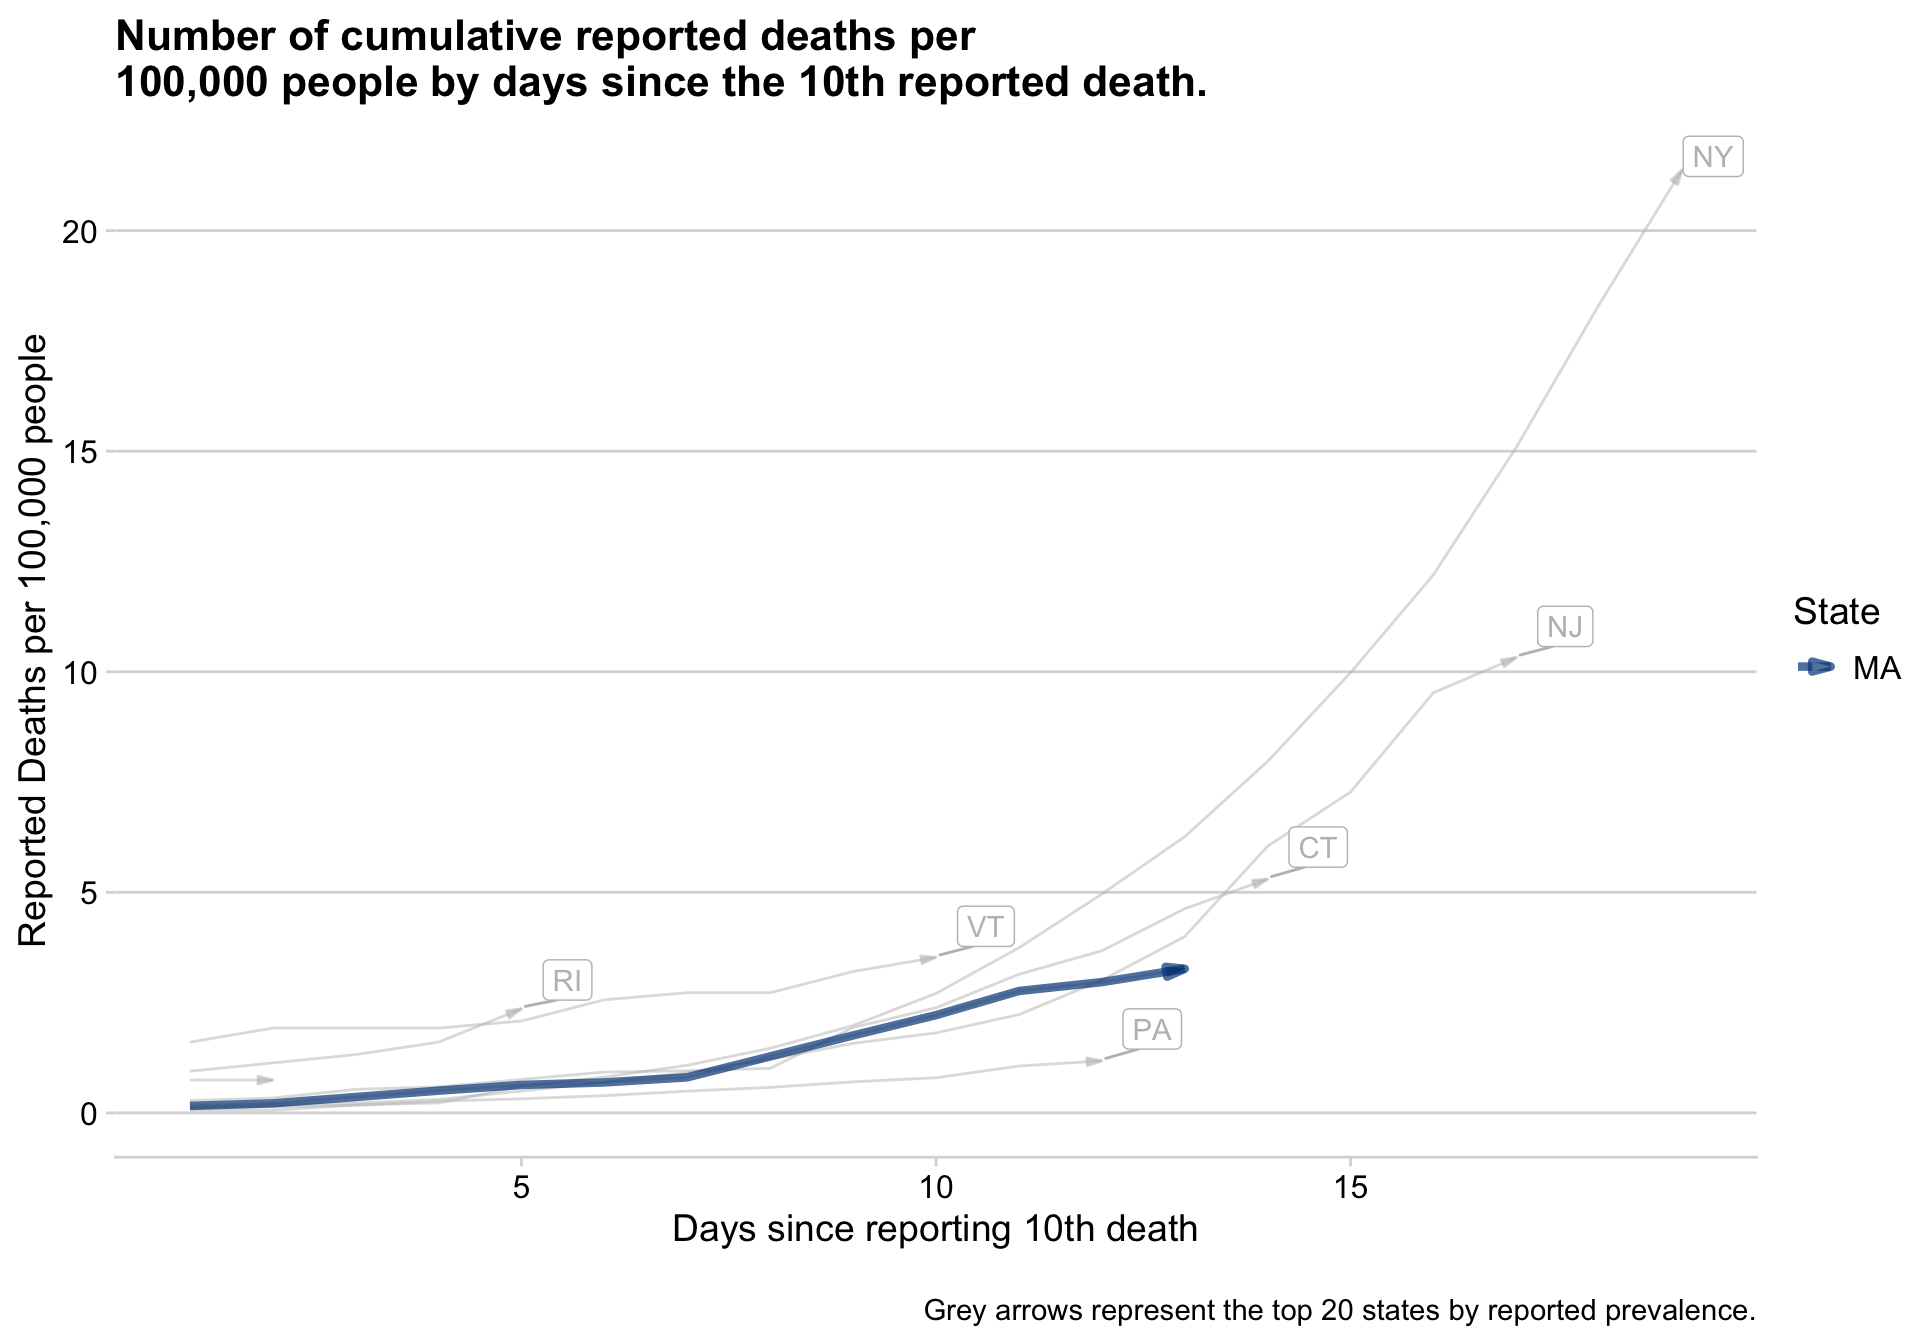 Number of cumulative reported deaths per
100,000 people by days since the 10th reported death.
Reported Deaths per 100,000 people
20
15
10
5
0
NY
NJ
CT
VT
RI
PA
State
MA
5
10
15
Days since reporting 10th death
Grey arrows represent the top 20 states by reported prevalence.